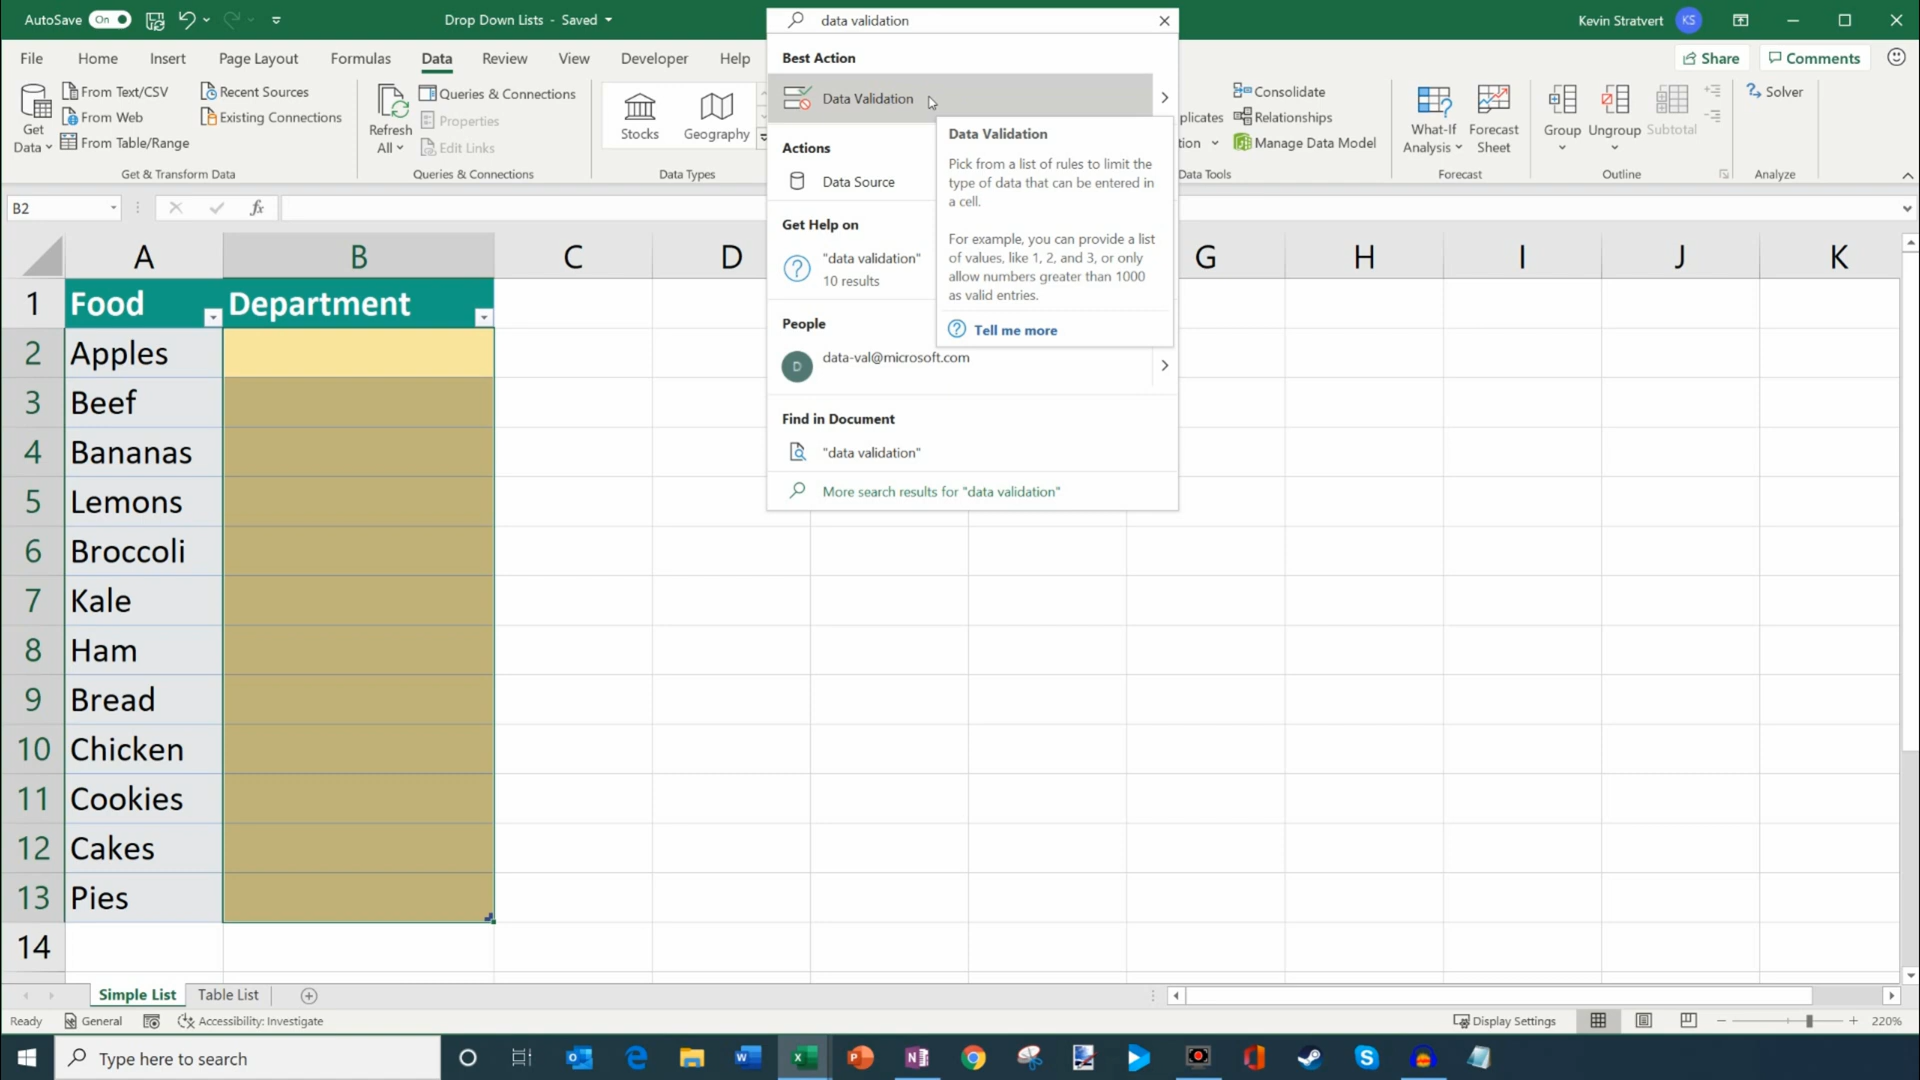 AutoSave On
Drop Down Lists - Saved
data validation
Kevin Stratvert KS
File Home Insert Page Layout Formulas Data Review View Developer Help
Share Comments
Get Data
From Text/CSV
From Web
From Table/Range
Recent Sources
Existing Connections
Get & Transform Data
Refresh All
Queries & Connections
Properties
Edit Links
Queries & Connections
Stocks
Geography
Data Types
plicates
tion
Consolidate
Relationships
Manage Data Model
Data Tools
What-If Analysis
Forecast Sheet
Forecast
Group
Ungroup
Subtotal
Outline
Solver
Analyze
Best Action
Data Validation
Actions
Data Source
Get Help on
"data validation"
10 results
People
D
data-val@microsoft.com
Find in Document
"data validation"
More search results for "data validation"
Data Validation
Pick from a list of rules to limit the
type of data that can be entered in
a cell.
For example, you can provide a list
of values, like 1, 2, and 3, or only
allow numbers greater than 1000
as valid entries.
Tell me more
B2
fx
A B C D G H I J K
1 Food Department
2 Apples
3 Beef
4 Bananas
5 Lemons
6 Broccoli
7 Kale
8 Ham
9 Bread
10 Chicken
11 Cookies
12 Cakes
13 Pies
14
Simple List Table List
Ready General Accessibility: Investigate
Display Settings
220%
Type here to search